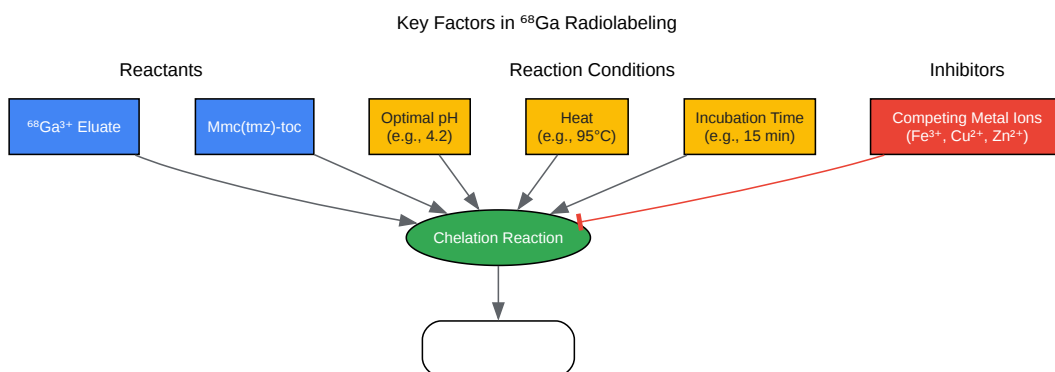 Key Factors in ⁶⁸Ga Radiolabeling
Reactants
Reaction Conditions
Inhibitors
⁶⁸Ga³⁺ Eluate
Mmc(tmz)-toc
Optimal pH
(e.g., 4.2)
Heat
(e.g., 95°C)
Incubation Time
(e.g., 15 min)
Competing Metal Ions
(Fe³⁺, Cu²⁺, Zn²⁺)
Chelation Reaction